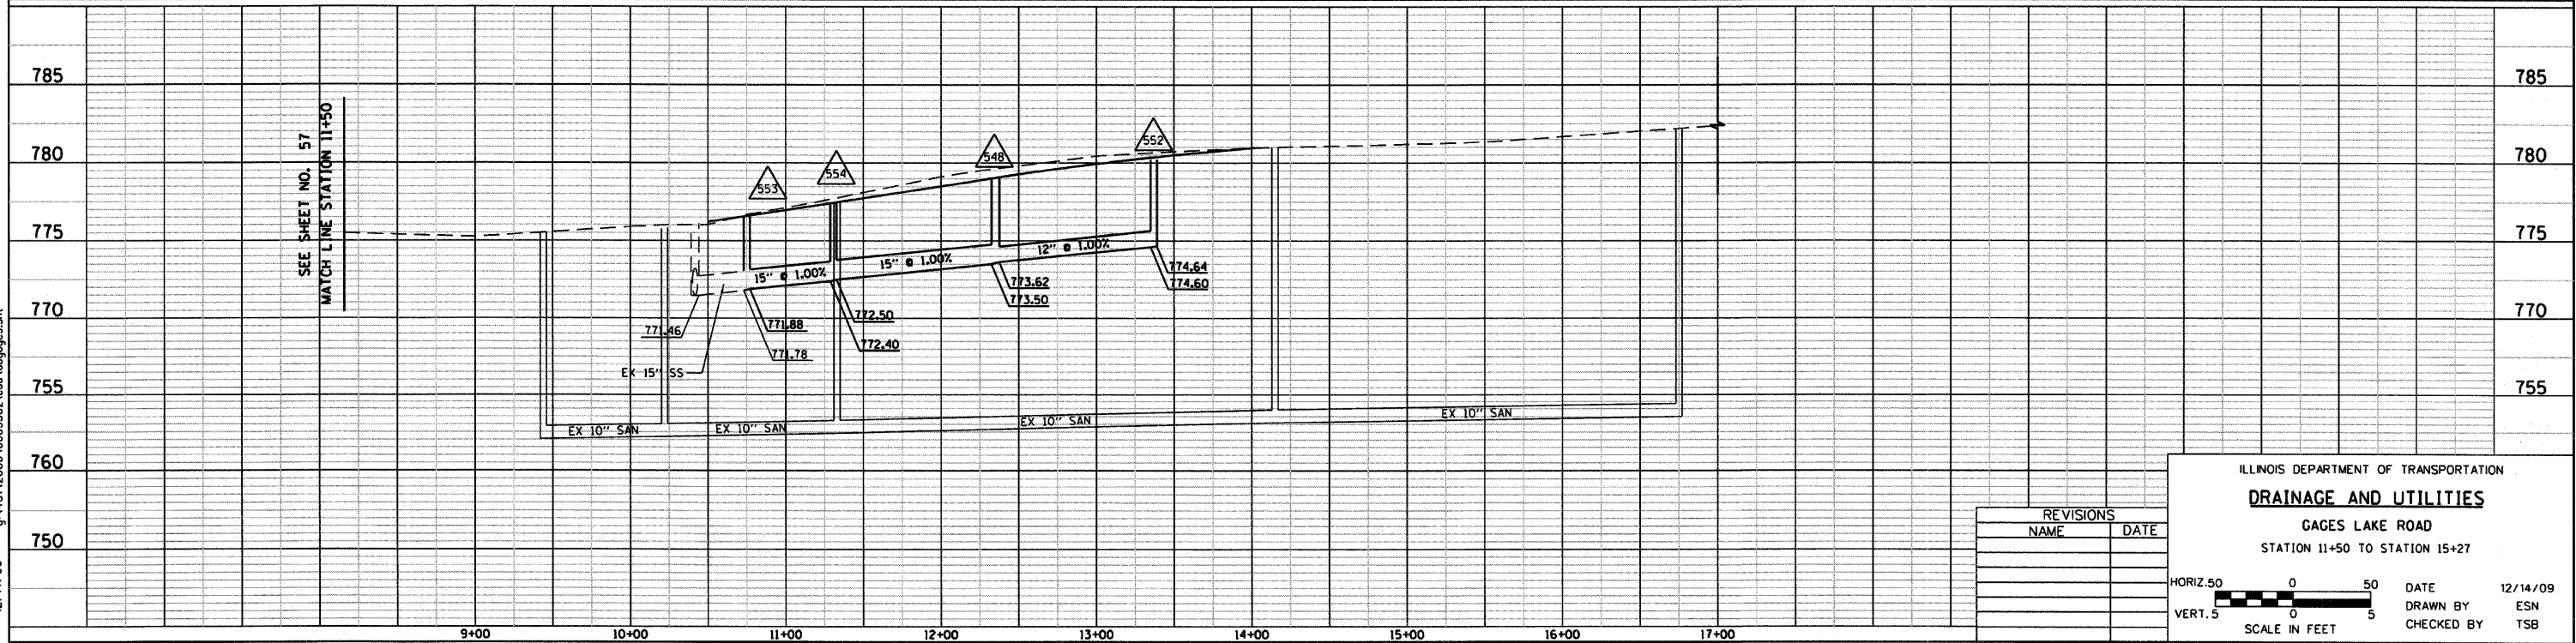 785 785
SEE SHEET NO. 57
MATCH LINE STATION 11+50
780 780
553
554
548
552
775 775
15" @ 1.00%
15" @ 1.00%
12" @ 1.00%
774.64
774.60
773.62
773.50
770 770
771.46
771.88
771.78
772.50
772.40
EX 15" SS
755 755
EX 10" SAN
EX 10" SAN
EX 10" SAN
EX 10" SAN
760
750
9+00 10+00 11+00 12+00 13+00 14+00 15+00 16+00 17+00
REVISIONS
NAME DATE
ILLINOIS DEPARTMENT OF TRANSPORTATION
DRAINAGE AND UTILITIES
GAGES LAKE ROAD
STATION 11+50 TO STATION 15+27
HORIZ. 50 0 50
VERT. 5 0 5
SCALE IN FEET
DATE 12/14/09
DRAWN BY ESN
CHECKED BY TSB